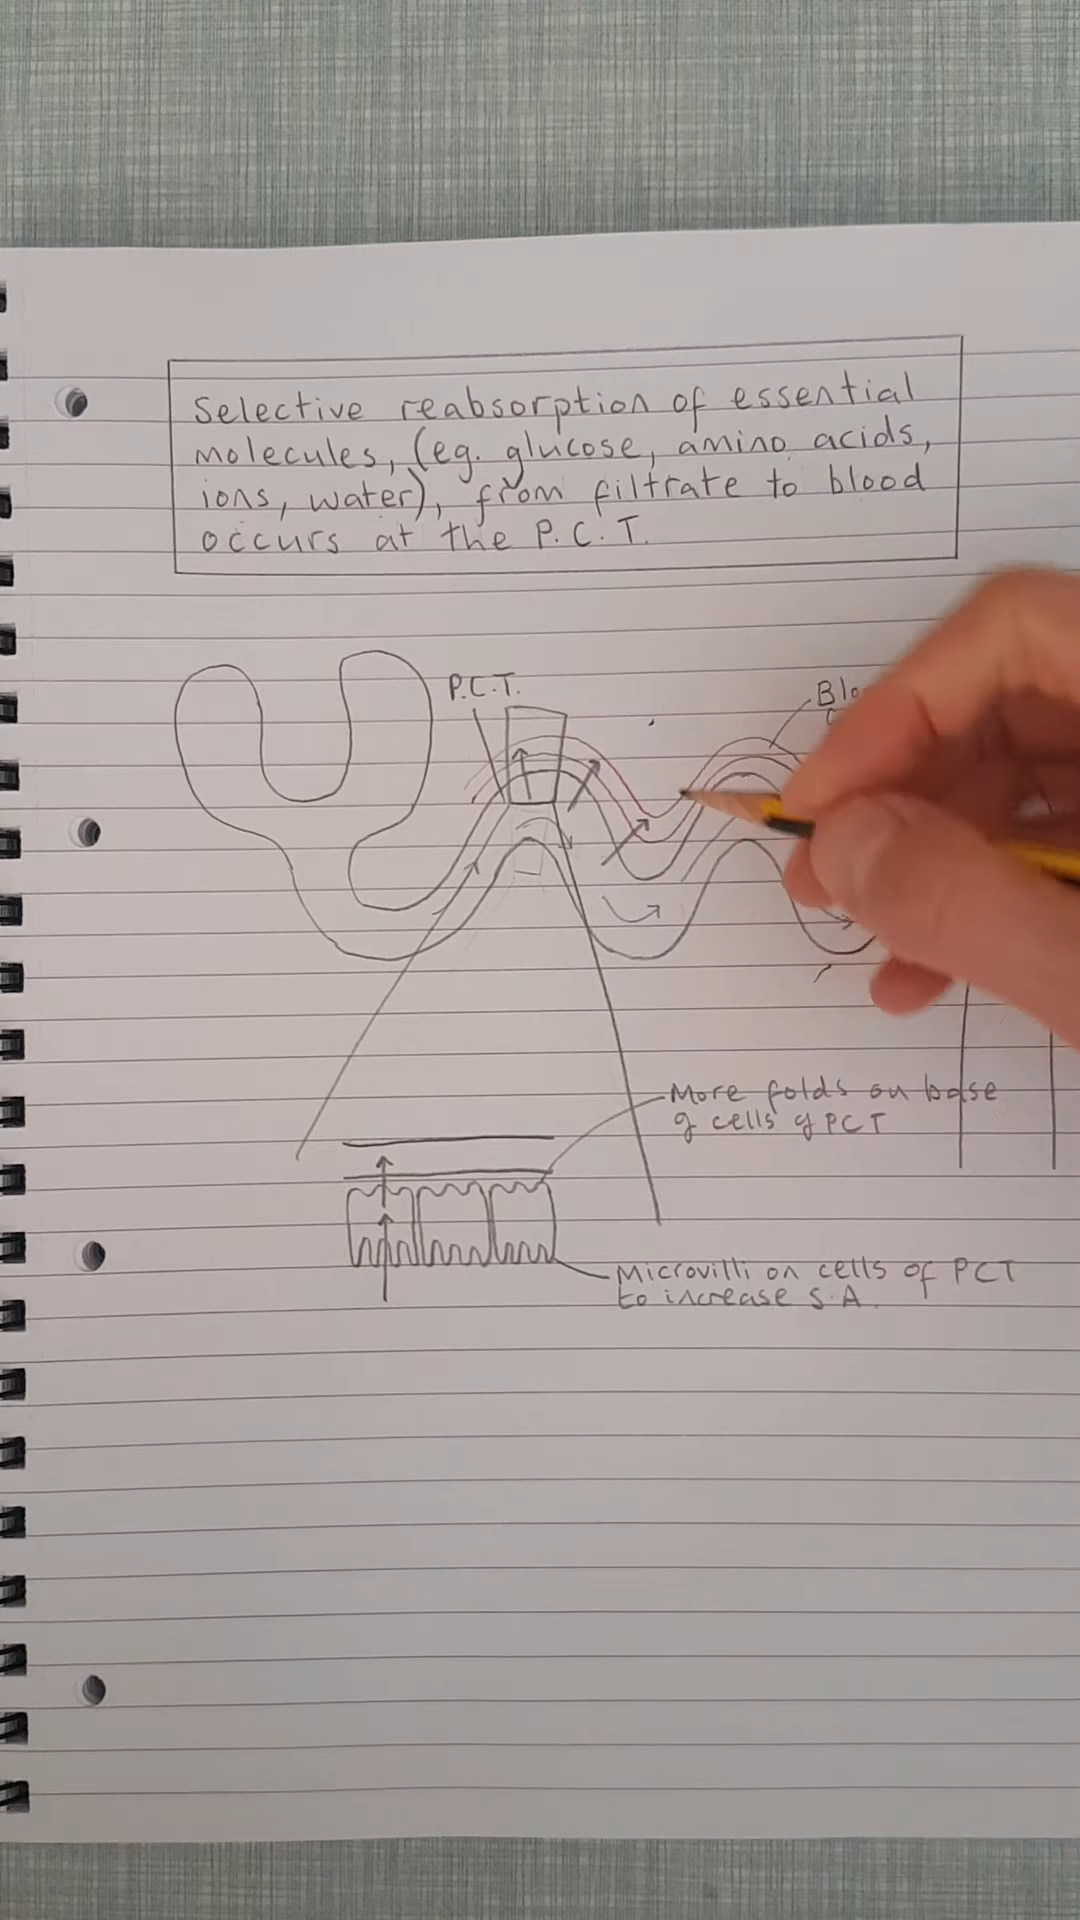 Selective reabsorption of essential
molecules, (eg. glucose, amino acids,
ions, water), from filtrate to blood
occurs at the P.C.T.
P.C.T.
More folds on base
of cells of PCT
Microvilli on cells of PCT
to increase S.A.